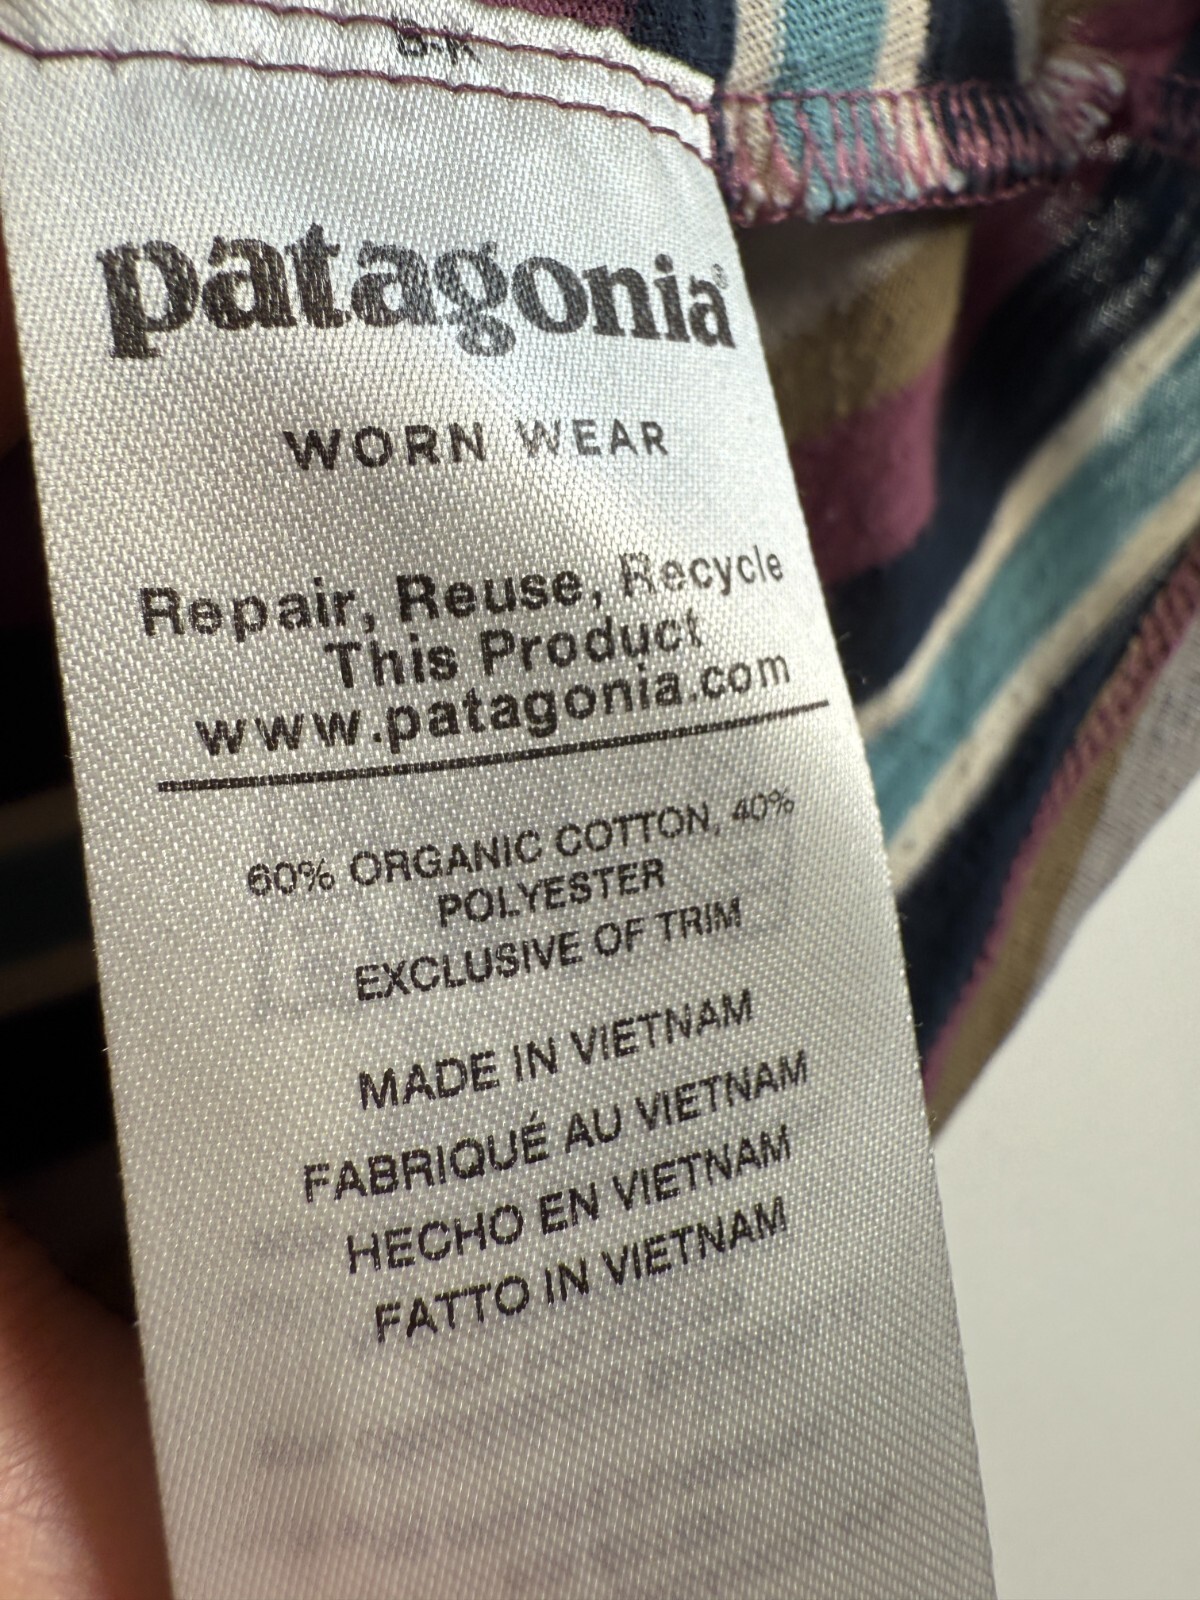 patagonia®
WORN WEAR
Repair, Reuse, Recycle
This Product
www.patagonia.com
60% ORGANIC COTTON, 40%
POLYESTER
EXCLUSIVE OF TRIM
MADE IN VIETNAM
FABRIQUÉ AU VIETNAM
HECHO EN VIETNAM
FATTO IN VIETNAM